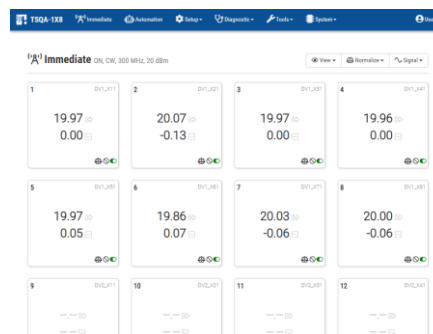 TSQA-1X8 Immediate Automation Setup Diagnostic Tools System Use
Immediate ON, CW, 300 MHz, 20 dBm View Normalize Signal
1 DV1_X11 2 DV1_X21 3 DV1_X31 4 DV1_X41
19.97 20.07 19.97 19.96
0.00 -0.13 0.00 0.00
5 DV1_X51 6 DV1_X61 7 DV1_X71 8 DV1_X81
19.97 19.86 20.03 20.00
0.05 0.07 -0.06 -0.06
9 DV2_X11 10 DV2_X21 11 DV2_X31 12 DV2_X41
--.-- --.-- --.-- --.--
--.-- --.-- --.-- --.--